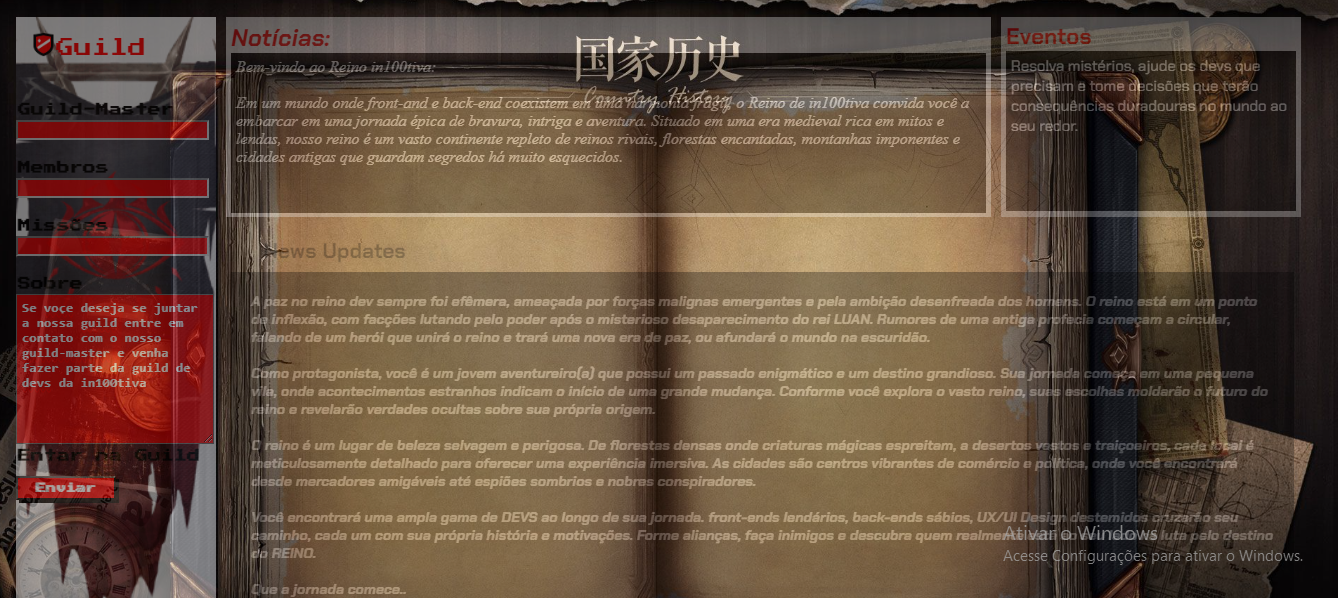 Guild
Guild-Master
Membros
Missões
Sobre
Se voçe deseja se juntar
a nossa guild entre em
contato com o nosso
guild-master e venha
fazer parte da guild de
devs da in100tiva
Entar na Guild
Enviar
Notícias:
国家历史
Country History
Bem-vindo ao Reino in100tiva:
Em um mundo onde front-and e back-end coexistem em uma harmonia frágil, o Reino de in100tiva convida você a
embarcar em uma jornada épica de bravura, intriga e aventura. Situado em uma era medieval rica em mitos e
lendas, nosso reino é um vasto continente repleto de reinos rivais, florestas encantadas, montanhas imponentes e
cidades antigas que guardam segredos há muito esquecidos.
Eventos
Resolva mistérios, ajude os devs que
precisam e tome decisões que terão
consequências duradouras no mundo ao
seu redor.
News Updates
A paz no reino dev sempre foi efêmera, ameaçada por forças malignas emergentes e pela ambição desenfreada dos homens. O reino está em um ponto
de inflexão, com facções lutando pelo poder após o misterioso desaparecimento do rei LUAN. Rumores de uma antiga profecia começam a circular,
falando de um herói que unirá o reino e trará uma nova era de paz, ou afundará o mundo na escuridão.
Como protagonista, você é um jovem aventureiro(a) que possui um passado enigmático e um destino grandioso. Sua jornada começa em uma pequena
vila, onde acontecimentos estranhos indicam o início de uma grande mudança. Conforme você explora o vasto reino, suas escolhas moldarão o futuro do
reino e revelarão verdades ocultas sobre sua própria origem.
O reino é um lugar de beleza selvagem e perigosa. De florestas densas onde criaturas mágicas espreitam, a desertos vastos e traiçoeiros, cada local é
meticulosamente detalhado para oferecer uma experiência imersiva. As cidades são centros vibrantes de comércio e política, onde você encontrará
desde mercadores amigáveis até espiões sombrios e nobres conspiradores.
Você encontrará uma ampla gama de DEVS ao longo de sua jornada. front-ends lendários, back-ends sábios, UX/UI Design destemidos cruzarão seu
caminho, cada um com sua própria história e motivações. Forme alianças, faça inimigos e descubra quem realmente luta pelo destino
do REINO.
Que a jornada comece..
Ativar o Windows
Acesse Configurações para ativar o Windows.